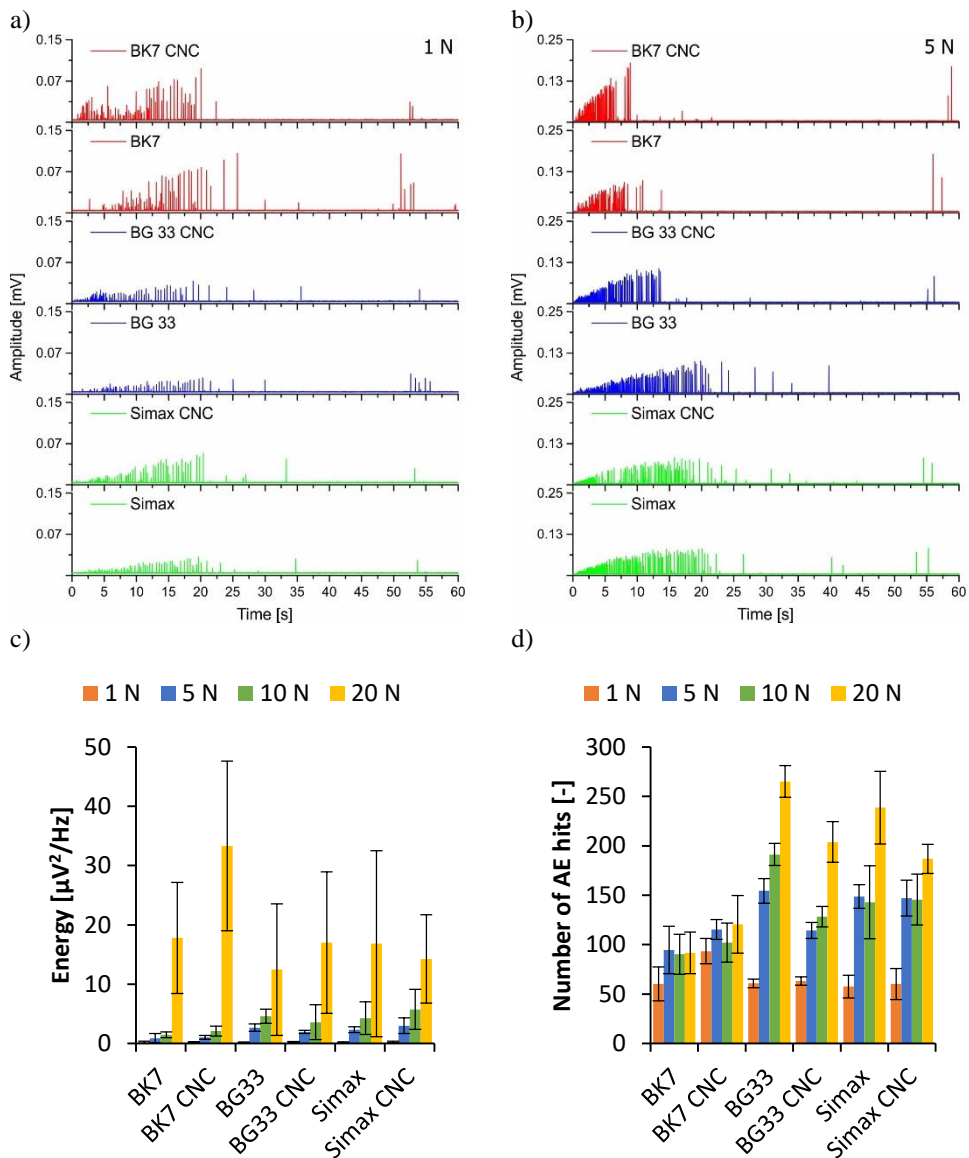 a)
0.15
BK7 CNC
1 N
0.07
0.15
BK7
0.07
0.15
BG 33 CNC
0.07
0.15
BG 33
0.07
0.15
Simax CNC
0.07
0.15
Simax
0.07
Amplitude [mV]
0 5 10 15 20 25 30 35 40 45 50 55 60
Time [s]
b)
0.25
BK7 CNC
5 N
0.13
0.25
BK7
0.13
0.25
BG 33 CNC
0.13
0.25
BG 33
0.13
0.25
Simax CNC
0.13
0.25
Simax
0.13
Amplitude [mV]
0 5 10 15 20 25 30 35 40 45 50 55 60
Time [s]
c)
1 N 5 N 10 N 20 N
50
40
30
20
10
0
Energy [µV²/Hz]
BK7
BK7 CNC
BG33
BG33 CNC
Simax
Simax CNC
d)
1 N 5 N 10 N 20 N
300
250
200
150
100
50
0
Number of AE hits [-]
BK7
BK7 CNC
BG33
BG33 CNC
Simax
Simax CNC